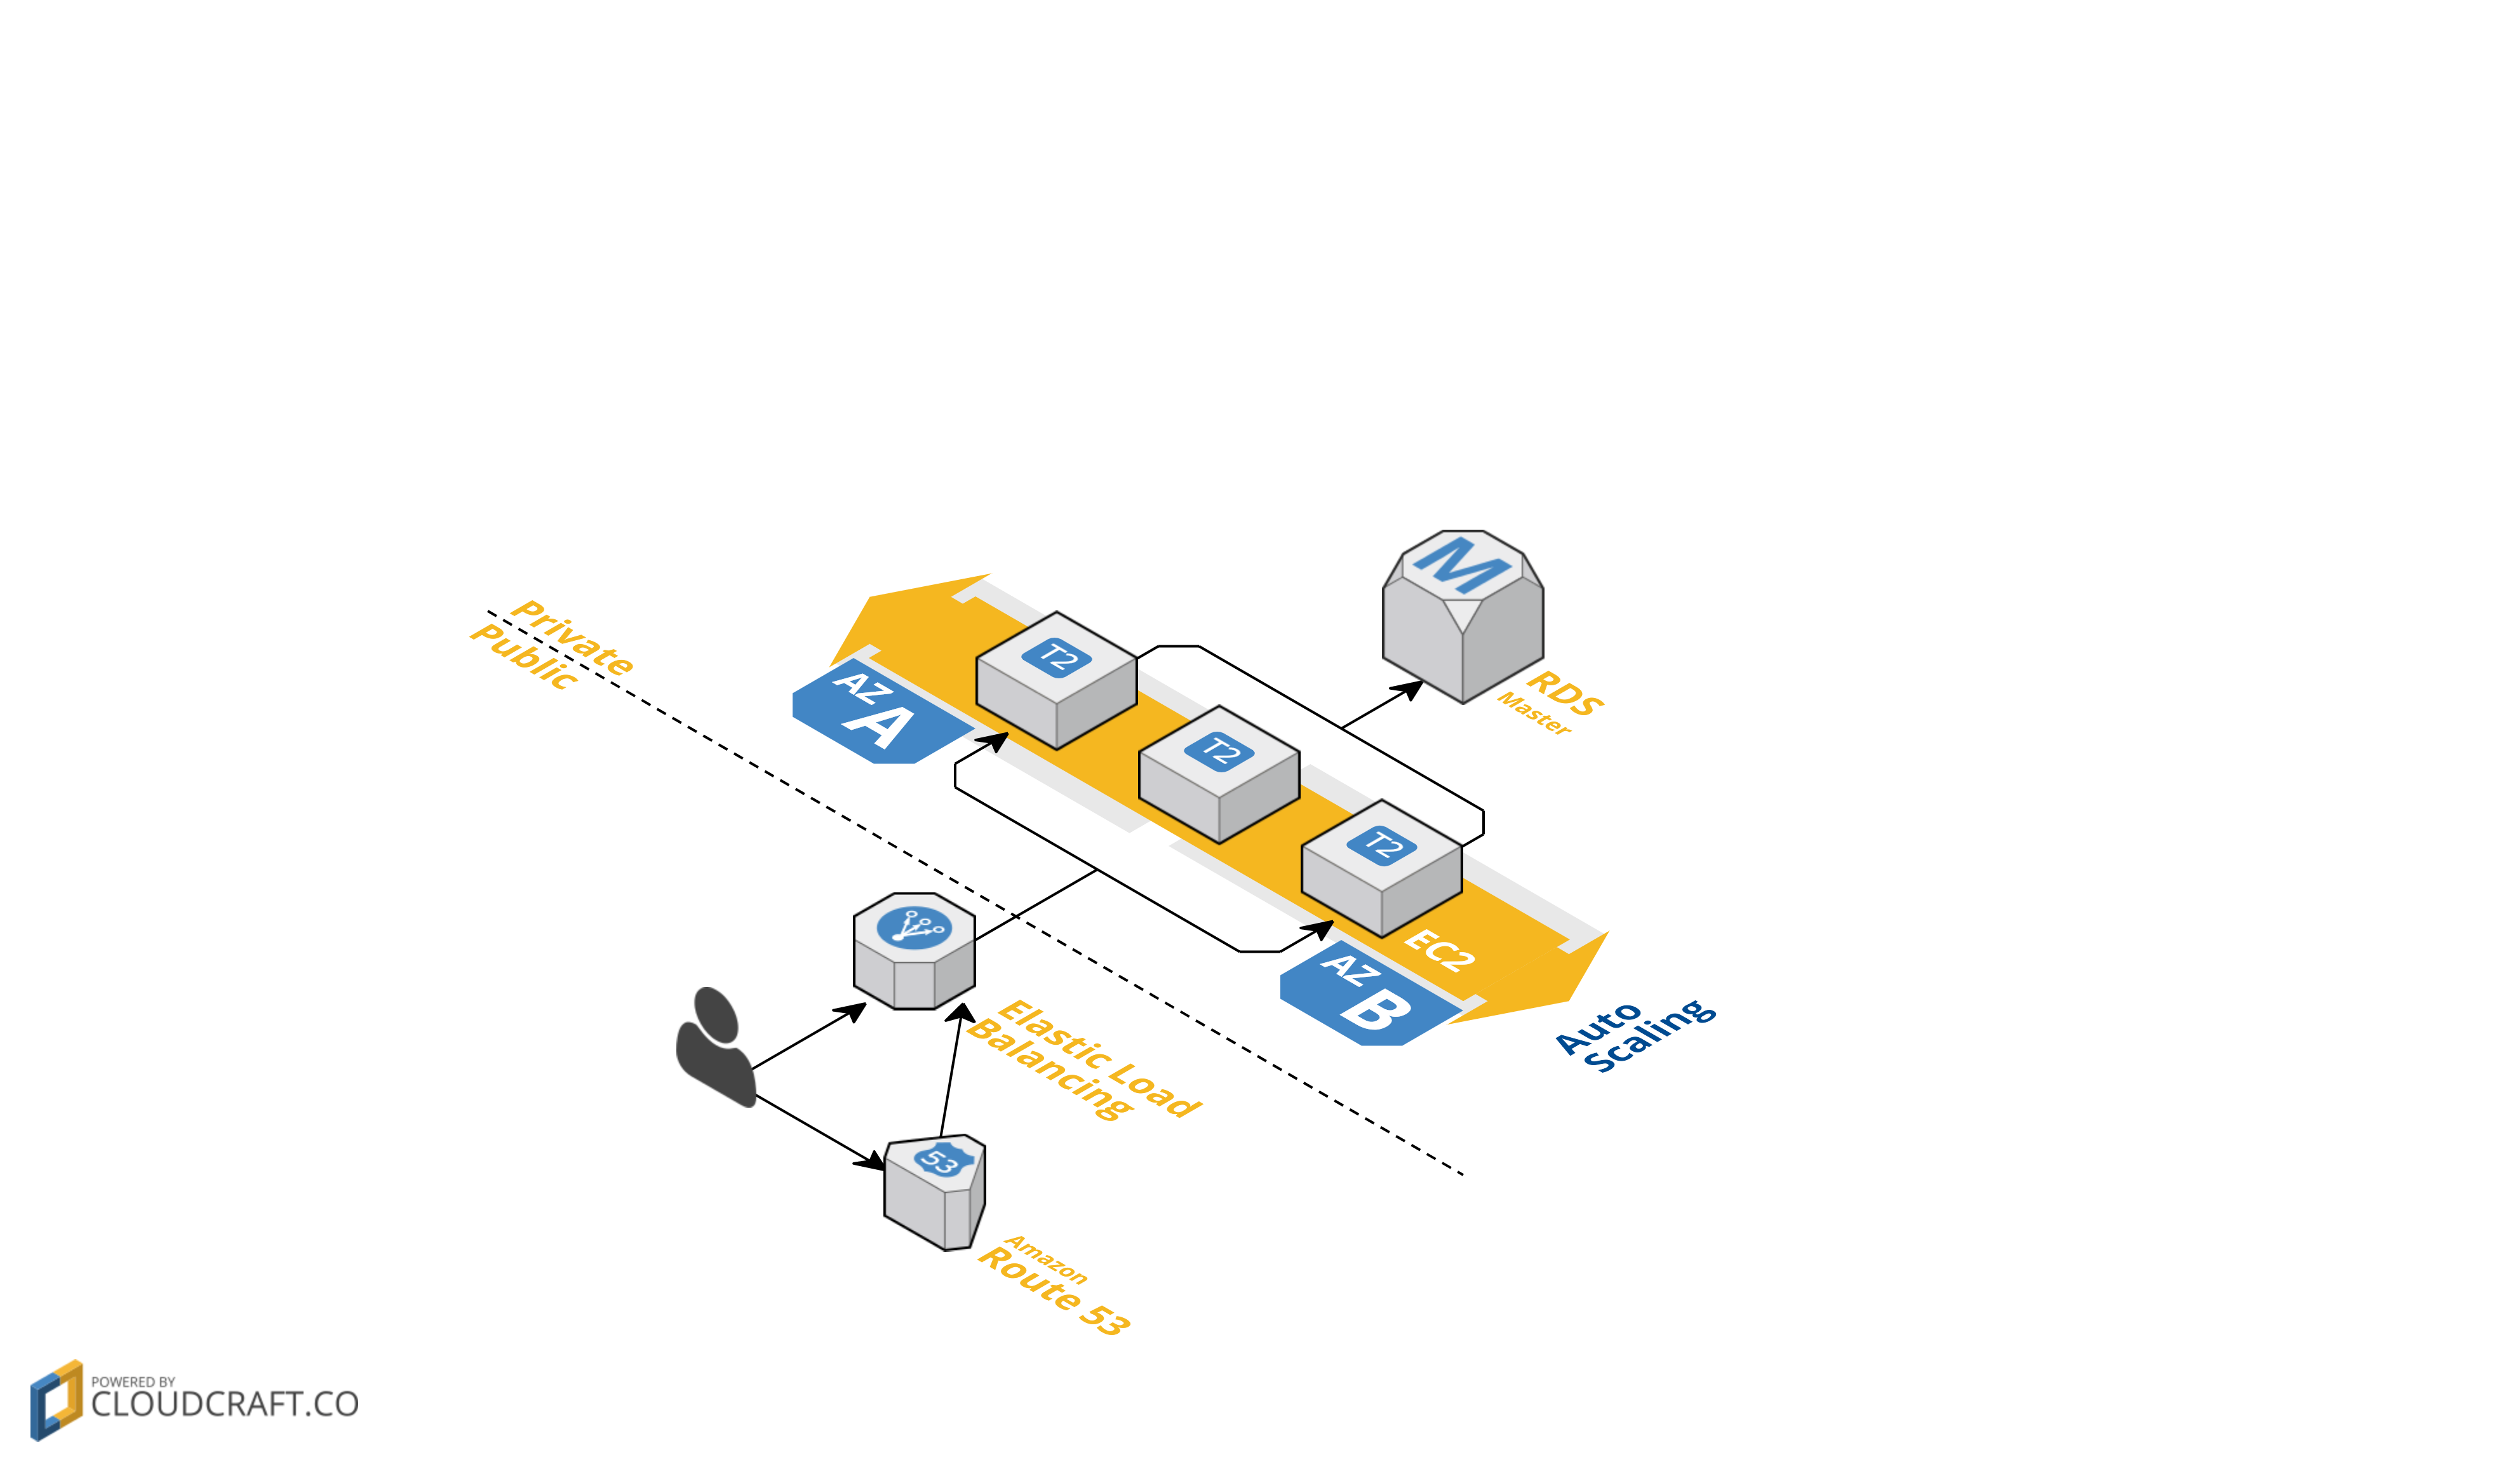 M
RDS
Master
Private
Public
T2
T2
T2
AZ
A
EC2
AZ
B
Auto
Scaling
Elastic Load
Balancing
53
Amazon
Route 53
POWERED BY
CLOUDCRAFT.CO